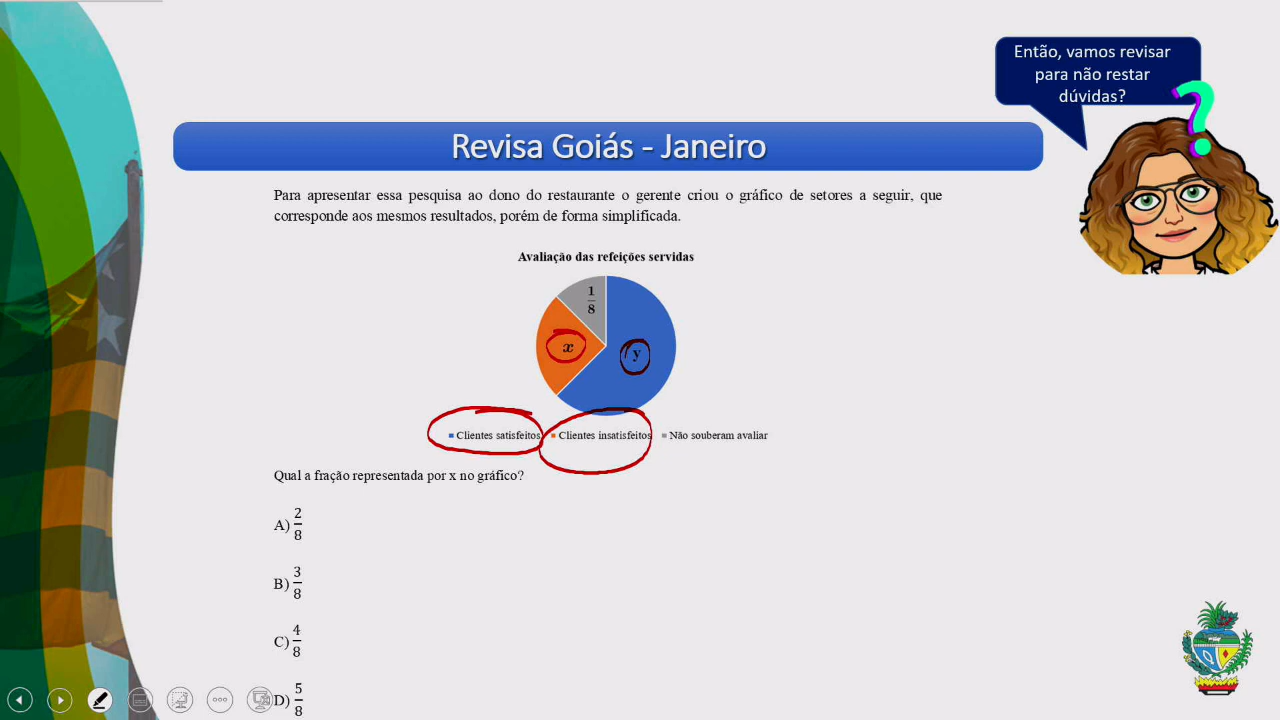 Então, vamos revisar
para não restar
dúvidas?
?
Revisa Goiás - Janeiro
Para apresentar essa pesquisa ao dono do restaurante o gerente criou o gráfico de setores a seguir, que
corresponde aos mesmos resultados, porém de forma simplificada.
Avaliação das refeições servidas
1/8
x
y
Clientes satisfeitos Clientes insatisfeitos Não souberam avaliar
Qual a fração representada por x no gráfico?
A) 2/8
B) 3/8
C) 4/8
D) 5/8